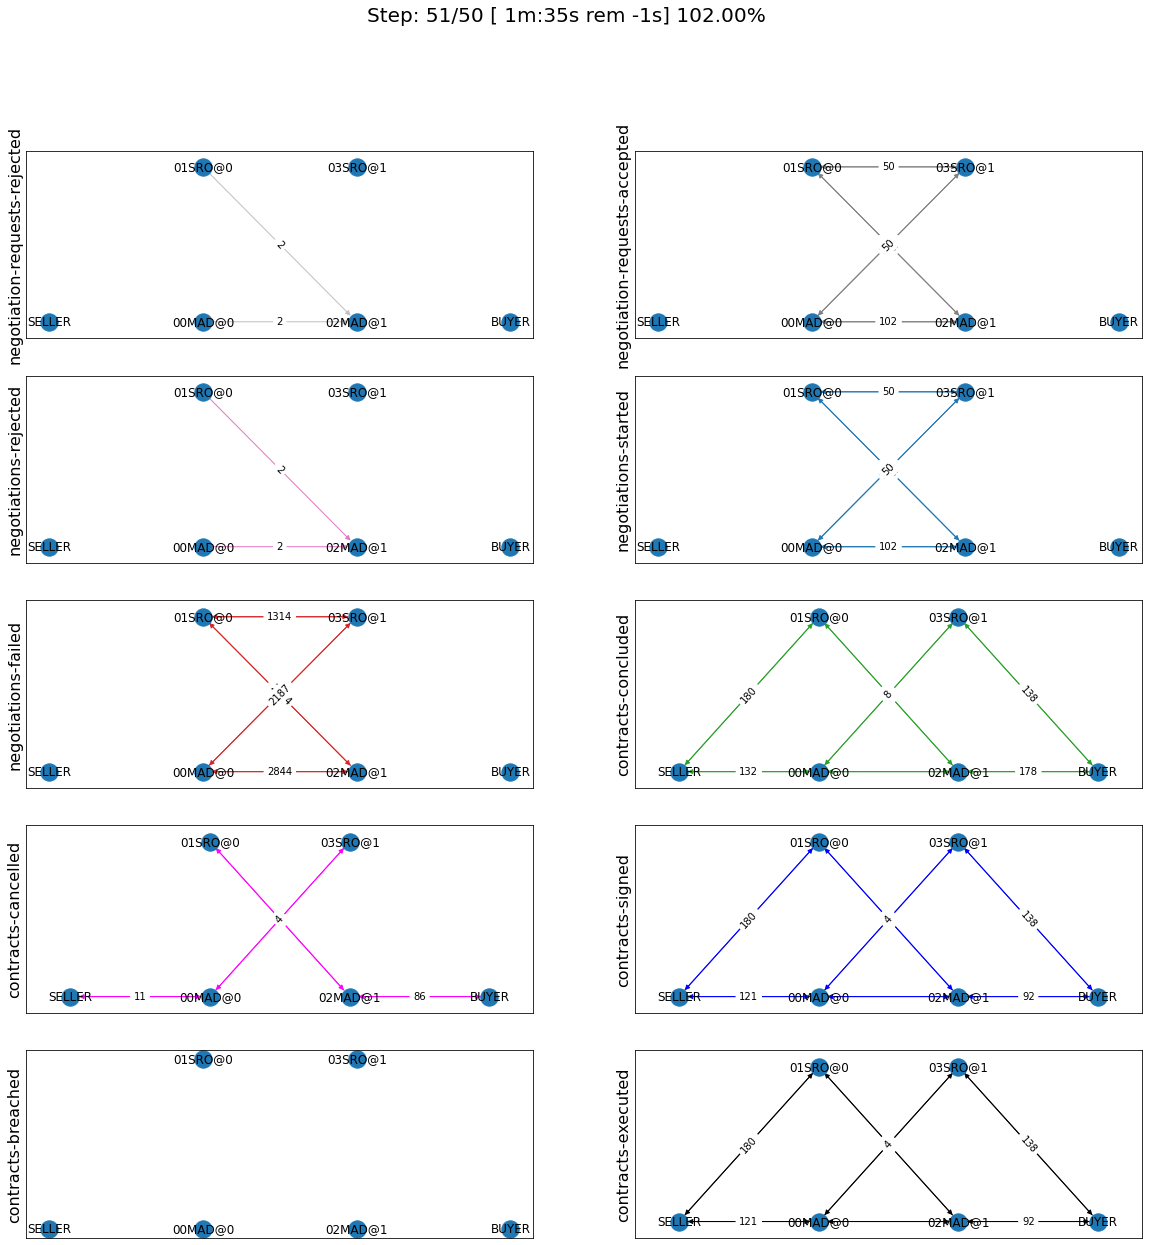 Step: 51/50 [ 1m:35s rem -1s] 102.00%
negotiation-requests-rejected
01SRO@0
03SRO@1
2
SELLER
00MAD@0
2
02MAD@1
BUYER
negotiation-requests-accepted
01SRO@0
50
03SRO@1
50
SELLER
00MAD@0
102
02MAD@1
BUYER
negotiations-rejected
01SRO@0
03SRO@1
2
SELLER
00MAD@0
2
02MAD@1
BUYER
negotiations-started
01SRO@0
50
03SRO@1
50
SELLER
00MAD@0
102
02MAD@1
BUYER
negotiations-failed
01SRO@0
1314
03SRO@1
2187
SELLER
00MAD@0
2844
02MAD@1
BUYER
contracts-concluded
01SRO@0
03SRO@1
180
8
138
SELLER
132
00MAD@0
02MAD@1
178
BUYER
contracts-cancelled
01SRO@0
03SRO@1
4
SELLER
11
00MAD@0
02MAD@1
86
BUYER
contracts-signed
01SRO@0
03SRO@1
180
4
138
SELLER
121
00MAD@0
02MAD@1
92
BUYER
contracts-breached
01SRO@0
03SRO@1
SELLER
00MAD@0
02MAD@1
BUYER
contracts-executed
01SRO@0
03SRO@1
180
4
138
SELLER
121
00MAD@0
02MAD@1
92
BUYER